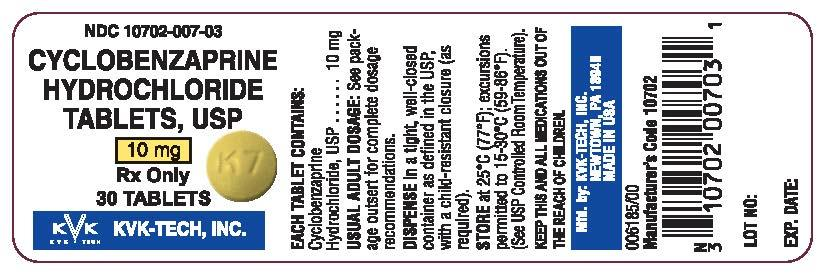 NDC 10702-007-03
CYCLOBENZAPRINE
HYDROCHLORIDE
TABLETS, USP
10 mg
K7
Rx Only
30 TABLETS
KVK
KVK TECH
KVK-TECH, INC.
EACH TABLET CONTAINS:
Cyclobenzaprine
Hydrochloride, USP ....... 10 mg
USUAL ADULT DOSAGE: See pack-
age outsert for complete dosage
recommendations.
DISPENSE in a tight, well-closed
container as defined in the USP,
with a child-resistant closure (as
required).
STORE at 25°C (77°F); excursions
permitted to 15-30°C (59-86°F).
(See USP Controlled Room Temperature).
KEEP THIS AND ALL MEDICATIONS OUT OF
THE REACH OF CHILDREN.
Mfd. by: KVK-TECH, INC.
NEWTOWN, PA 18940
MADE IN USA
006185/00
Manufacturer's Code 10702
N
3 10702 00703 1
LOT NO:
EXP. DATE: